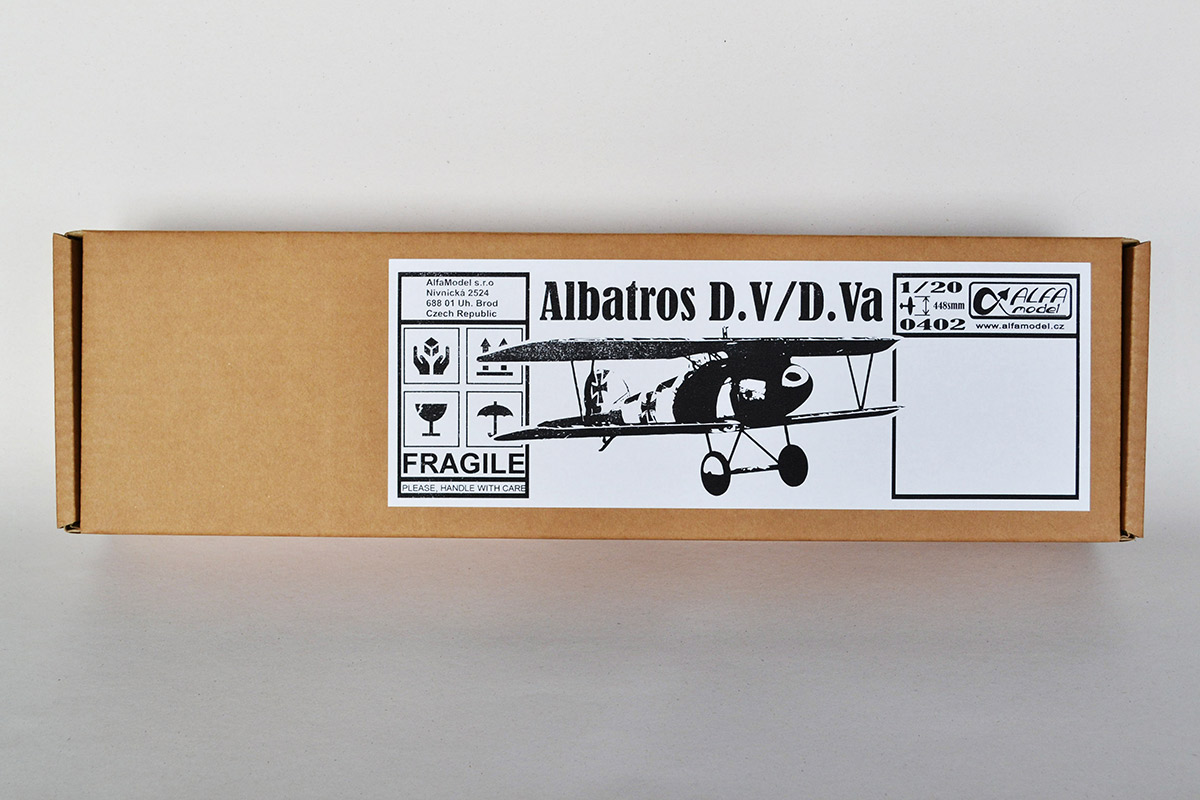 AlfaModel s.r.o
Nivnická 2524
688 01 Uh. Brod
Czech Republic
FRAGILE
PLEASE, HANDLE WITH CARE
Albatros D.V/D.Va
1/20
448smm
0402
ALFA
model
www.alfamodel.cz